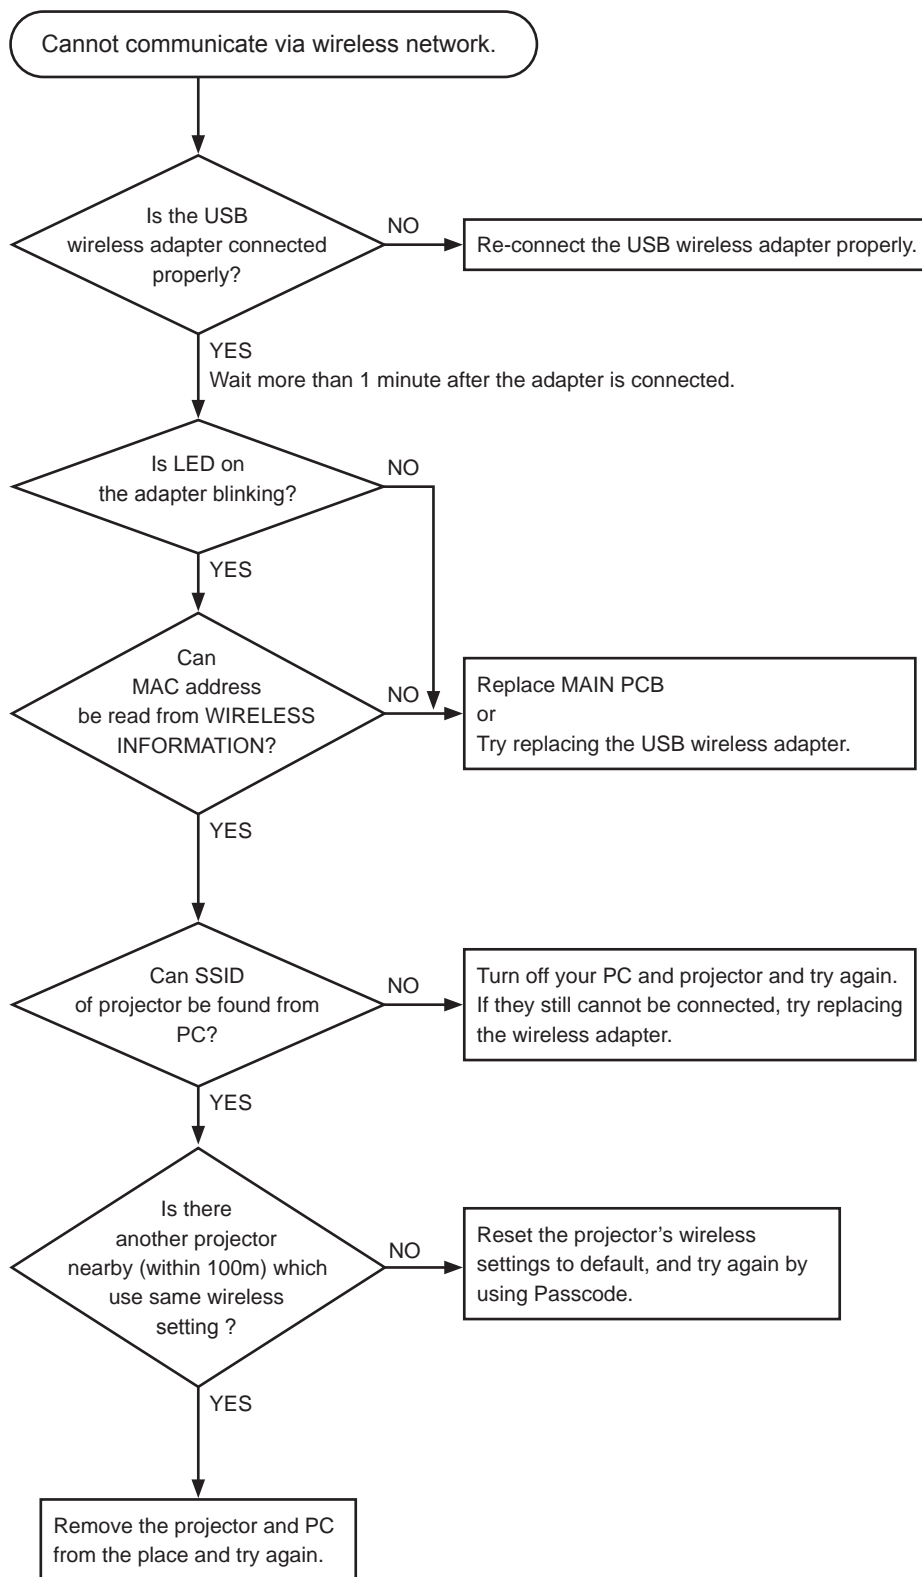 Cannot communicate via wireless network.
Is the USB
wireless adapter connected
properly?
NO
Re-connect the USB wireless adapter properly.
YES
Wait more than 1 minute after the adapter is connected.
Is LED on
the adapter blinking?
NO
YES
Can
MAC address
be read from WIRELESS
INFORMATION?
NO
Replace MAIN PCB
or
Try replacing the USB wireless adapter.
YES
Can SSID
of projector be found from
PC?
NO
Turn off your PC and projector and try again.
If they still cannot be connected, try replacing
the wireless adapter.
YES
Is there
another projector
nearby (within 100m) which
use same wireless
setting ?
NO
Reset the projector’s wireless
settings to default, and try again by
using Passcode.
YES
Remove the projector and PC
from the place and try again.